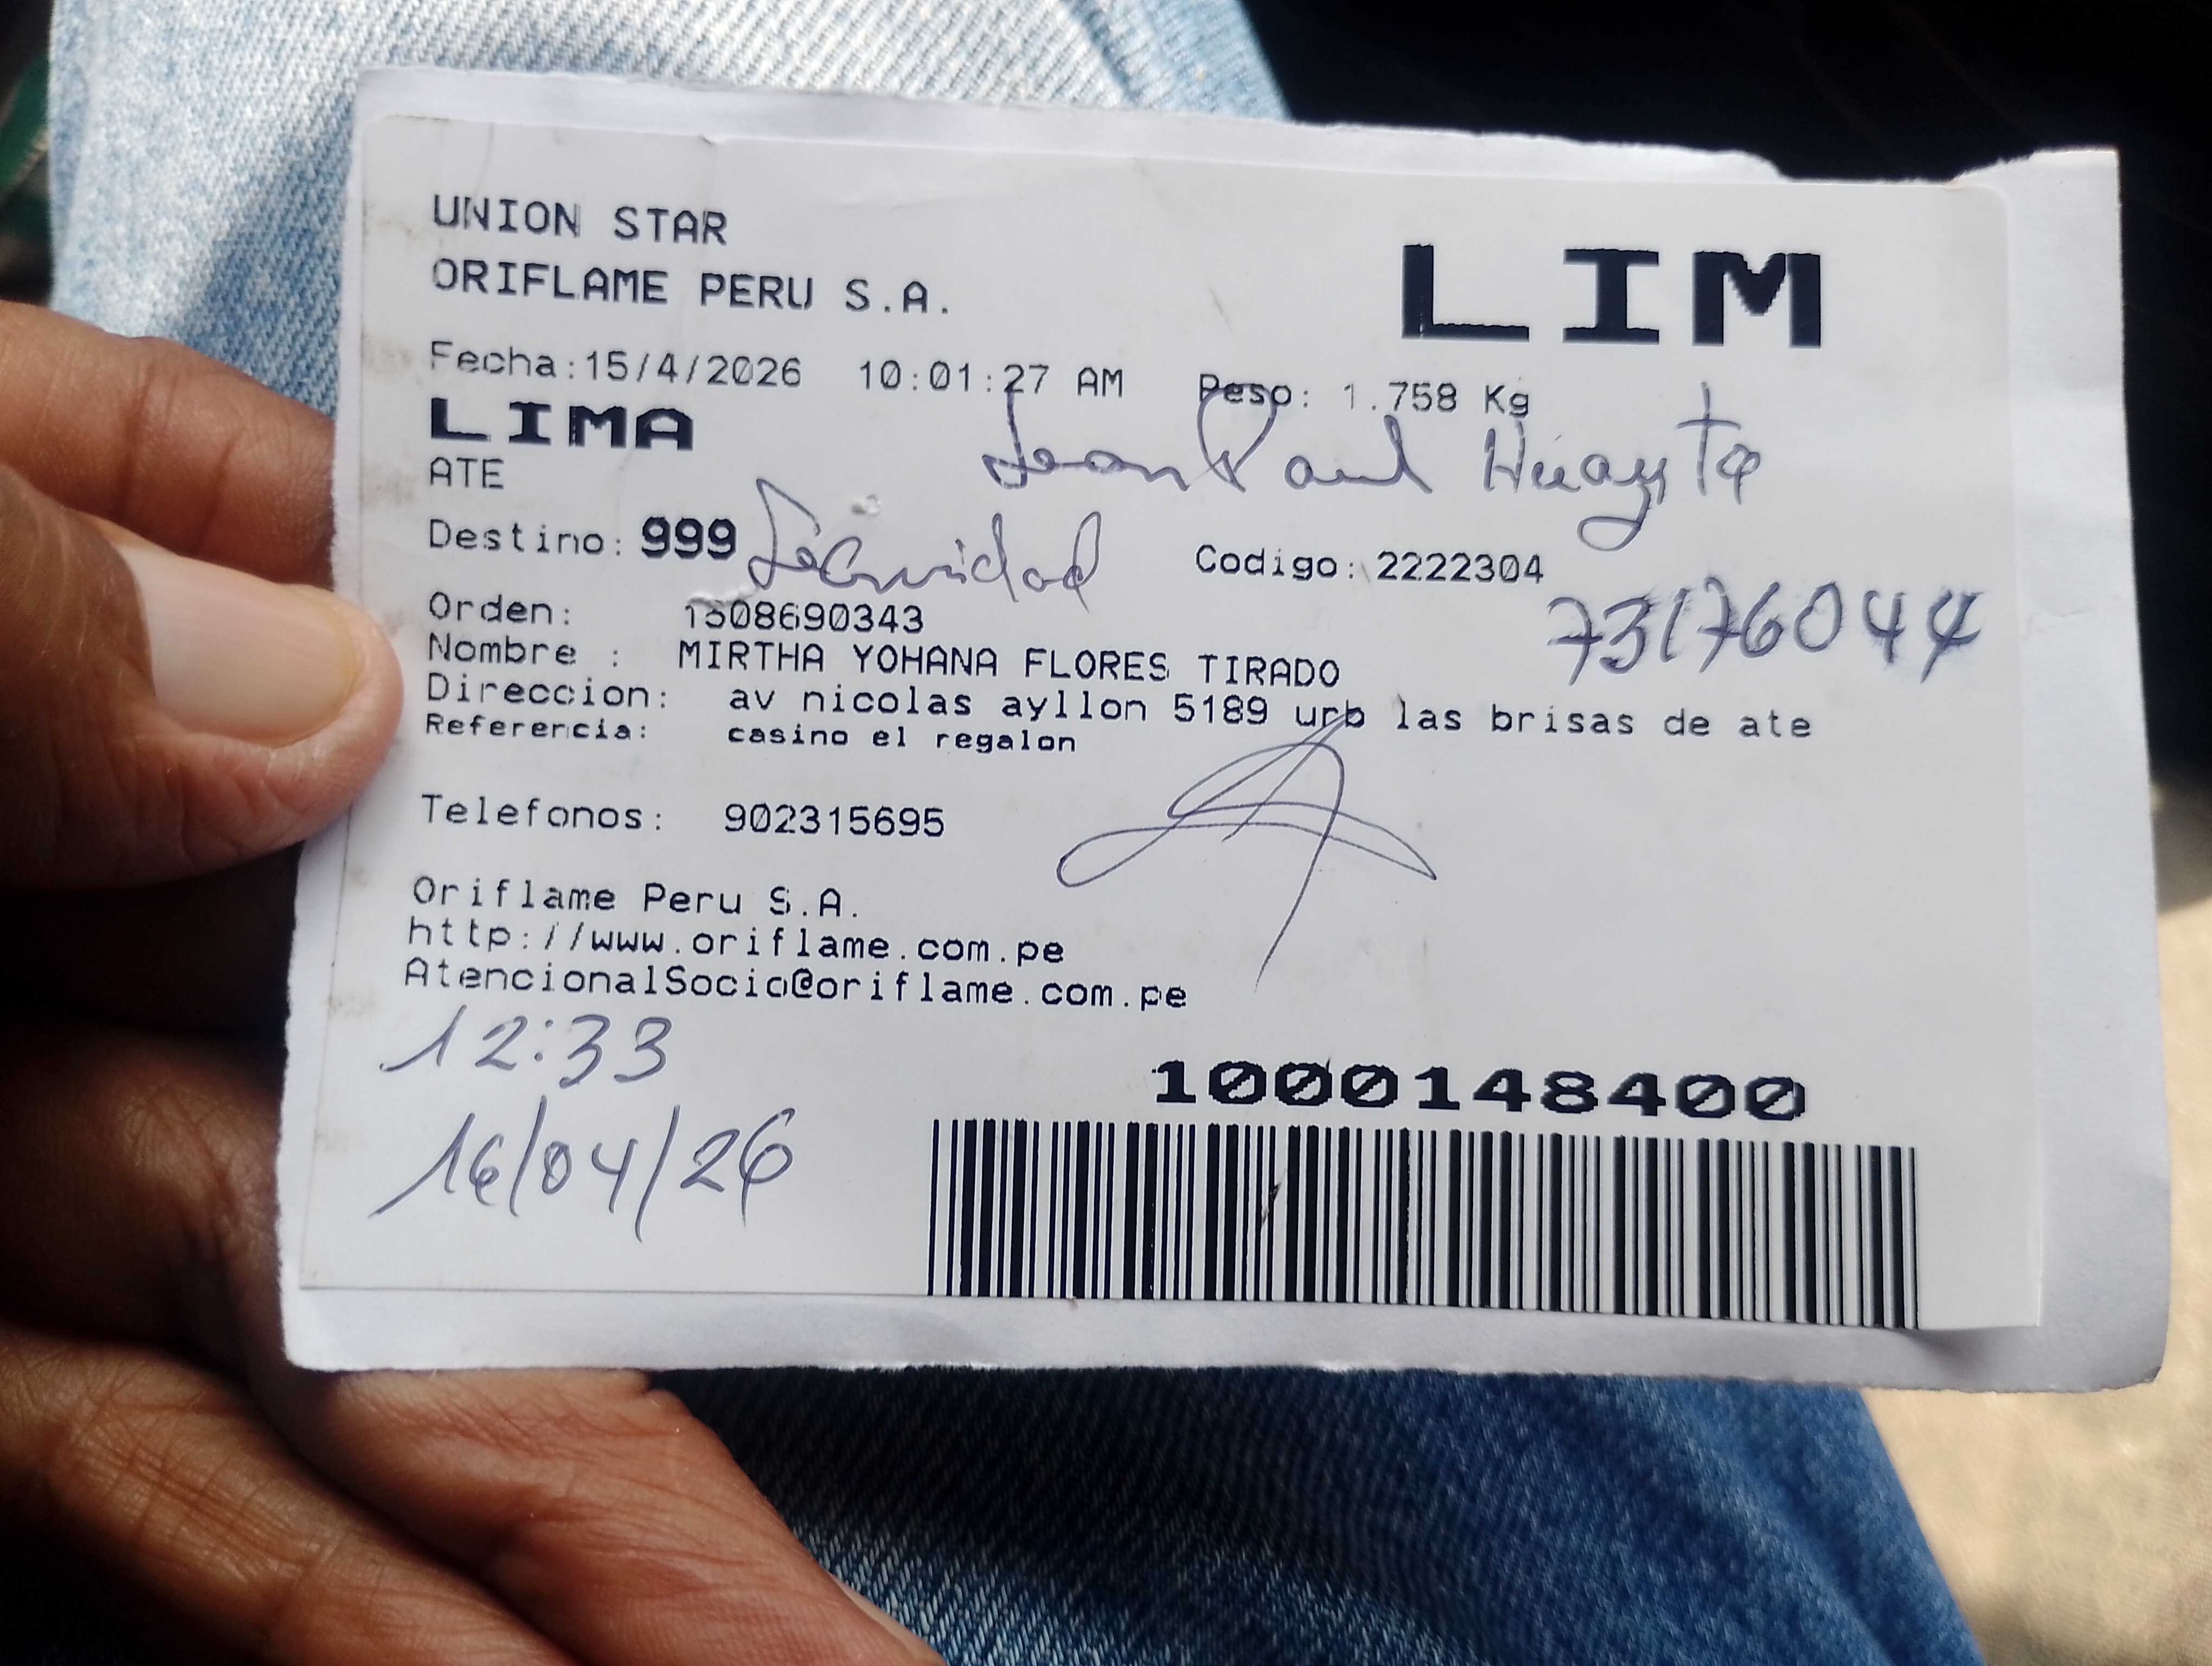 UNION STAR
ORIFLAME PERU S.A.
LIM
Fecha:15/4/2026 10:01:27 AM Peso: 1.758 Kg
LIMA
Jean Paul Huayta
ATE
Destino: 999 Seguridad Codigo: 2222304
73176044
Orden: 1308690343
Nombre : MIRTHA YOHANA FLORES TIRADO
Direccion: av nicolas ayllon 5189 urb las brisas de ate
Referencia: casino el regalon
Telefonos: 902315695
Oriflame Peru S.A.
http://www.oriflame.com.pe
AtencionalSocio@oriflame.com.pe
12:33
16/04/26
1000148400